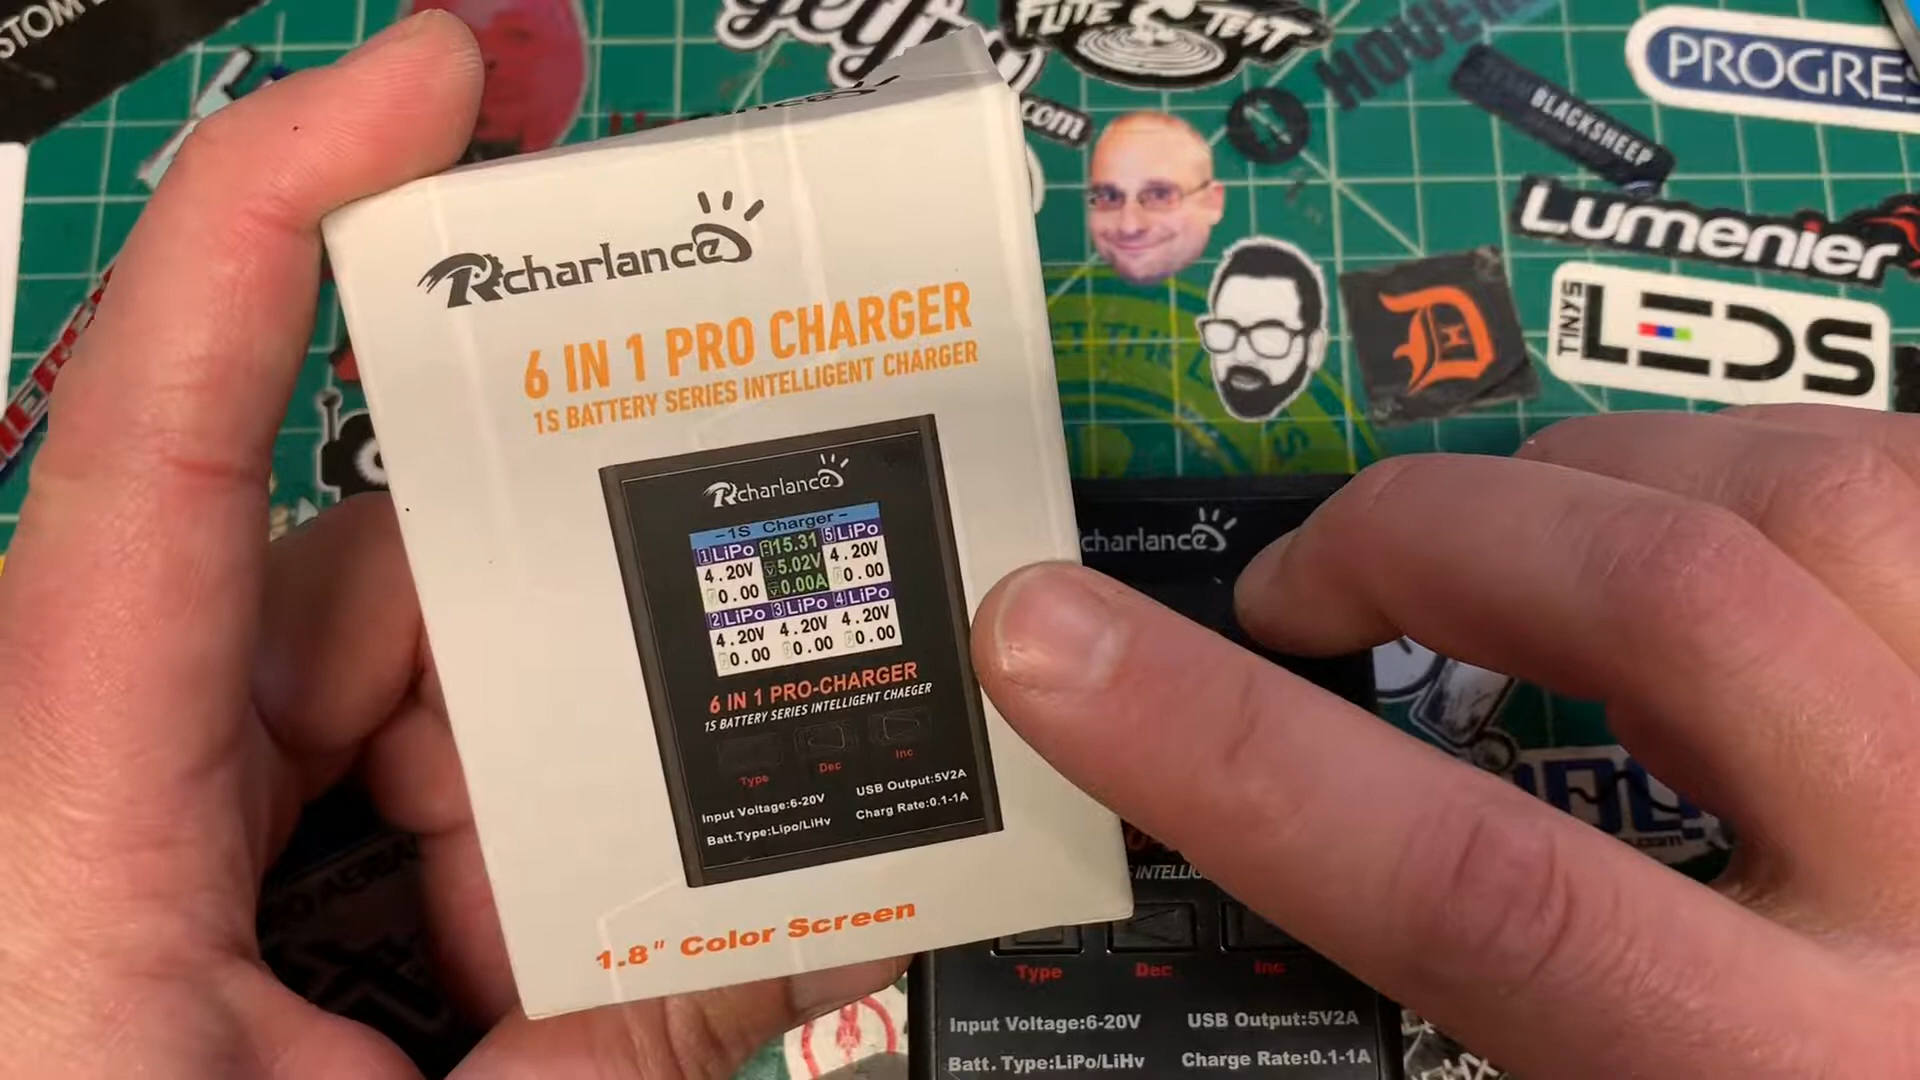 FUTE TEST
PROGRES
.com
BLACKSHEEP
Lumenier
TINYS LEDS
D
Rcharlance
6 IN 1 PRO CHARGER
1S BATTERY SERIES INTELLIGENT CHARGER
Rcharlance
-1S Charger-
1 LiPo 15.31 5 LiPo
4.20V 5.02V 4.20V
0.00 0.00A 0.00
2 LiPo 3 LiPo 4 LiPo
4.20V 4.20V 4.20V
0.00 0.00 0.00
6 IN 1 PRO-CHARGER
1S BATTERY SERIES INTELLIGENT CHAEGER
Type Dec Inc
Input Voltage:6-20V USB Output:5V2A
Batt.Type:Lipo/LiHv Charg Rate:0.1-1A
1.8" Color Screen
charlance
Type Dec Inc
Input Voltage:6-20V USB Output:5V2A
Batt. Type:LiPo/LiHv Charge Rate:0.1-1A